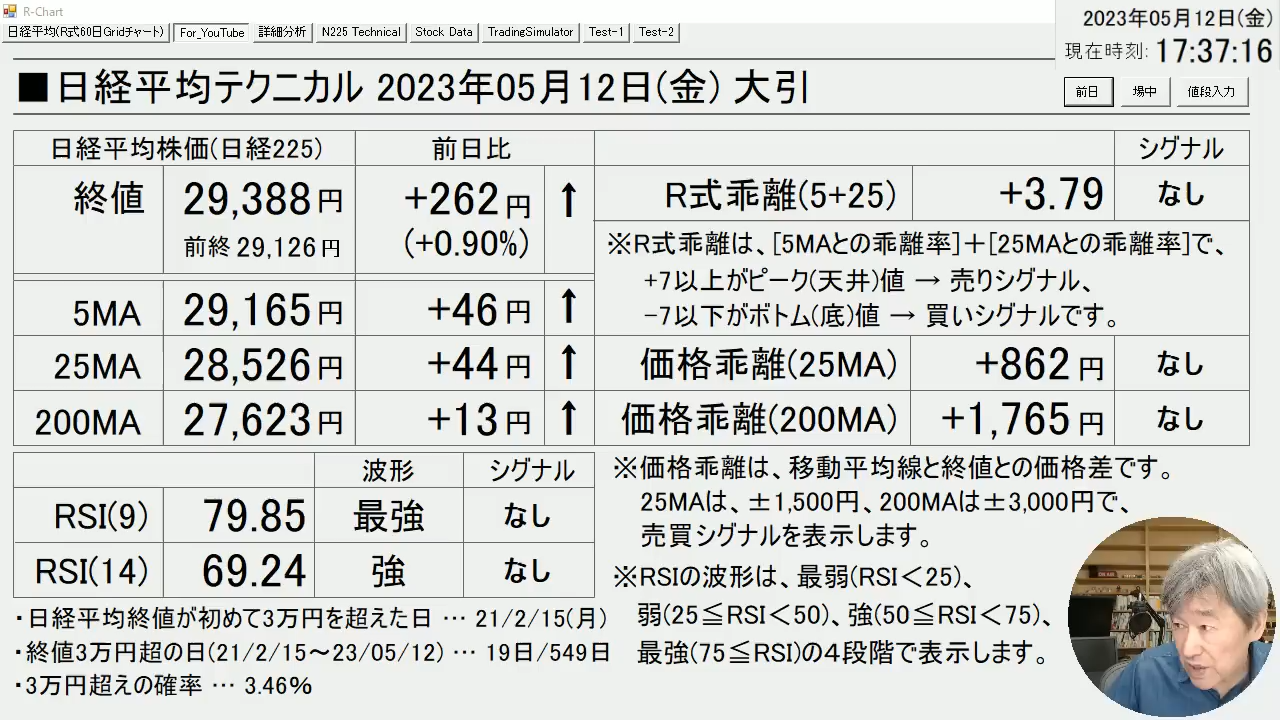 R-Chart
日経平均(R式60日Gridチャート) For_YouTube 詳細分析 N225 Technical Stock Data TradingSimulator Test-1 Test-2
2023年05月12日(金)
現在時刻: 17:37:16
■日経平均テクニカル 2023年05月12日(金) 大引
前日 場中 値段入力
日経平均株価(日経225) 前日比 シグナル
終値 29,388円 +262円 ↑
前終 29,126円 (+0.90%)
R式乖離(5+25) +3.79 なし
※R式乖離は、[5MAとの乖離率]+[25MAとの乖離率]で、
+7以上がピーク(天井)値 → 売りシグナル、
-7以下がボトム(底)値 → 買いシグナルです。
5MA 29,165円 +46円 ↑
25MA 28,526円 +44円 ↑ 価格乖離(25MA) +862円 なし
200MA 27,623円 +13円 ↑ 価格乖離(200MA) +1,765円 なし
波形 シグナル
RSI(9) 79.85 最強 なし
RSI(14) 69.24 強 なし
※価格乖離は、移動平均線と終値との価格差です。
25MAは、±1,500円、200MAは±3,000円で、
売買シグナルを表示します。
※RSIの波形は、最弱(RSI<25)、
弱(25≦RSI<50)、強(50≦RSI<75)、
最強(75≦RSI)の4段階で表示します。
・日経平均終値が初めて3万円を超えた日 … 21/2/15(月)
・終値3万円超の日(21/2/15～23/05/12) … 19日/549日
・3万円超えの確率 … 3.46%